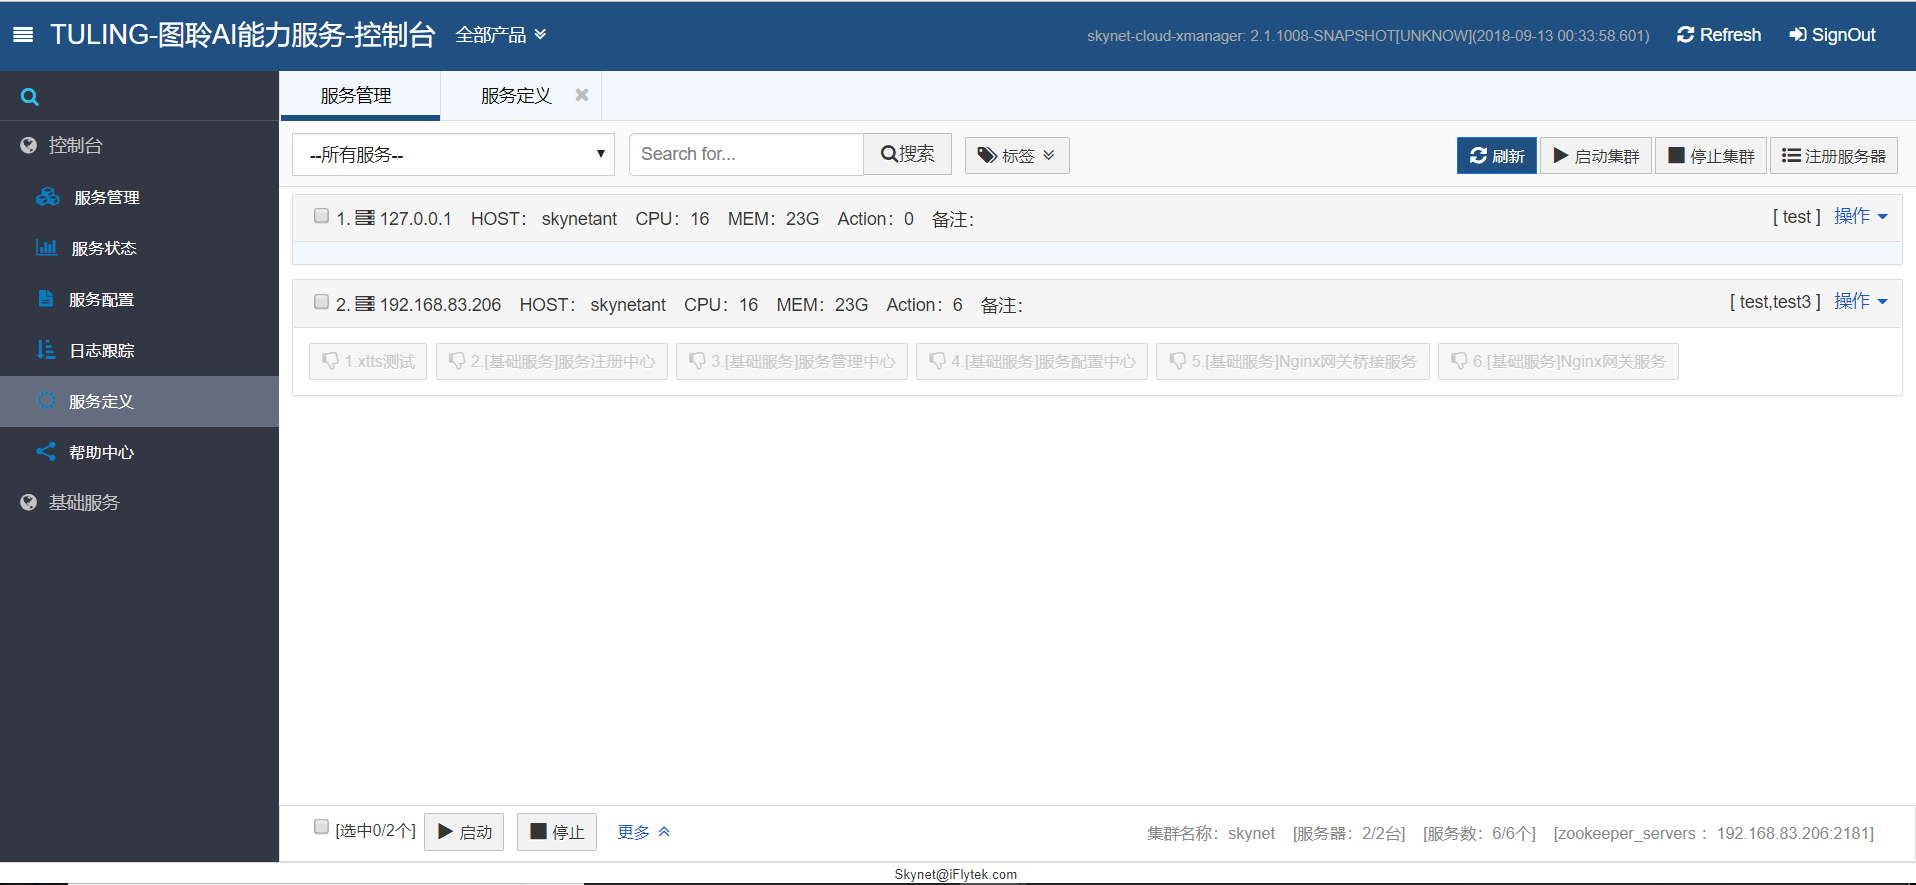 TULING-图聆AI能力服务-控制台 全部产品 skynet-cloud-xmanager: 2.1.1008-SNAPSHOT[UNKNOW](2018-09-13 00:33:58.601) Refresh SignOut
服务管理 服务定义
控制台
服务管理
服务状态
服务配置
日志跟踪
服务定义
帮助中心
基础服务
--所有服务-- Search for... 搜索 标签 刷新 启动集群 停止集群 注册服务器
1. 127.0.0.1 HOST： skynetant CPU：16 MEM：23G Action：0 备注： [ test ] 操作
2. 192.168.83.206 HOST： skynetant CPU：16 MEM：23G Action：6 备注： [ test,test3 ] 操作
1.xtts测试 2.[基础服务]服务注册中心 3.[基础服务]服务管理中心 4.[基础服务]服务配置中心 5.[基础服务]Nginx网关桥接服务 6.[基础服务]Nginx网关服务
[选中0/2个] 启动 停止 更多 集群名称：skynet [服务器：2/2台] [服务数：6/6个] [zookeeper_servers： 192.168.83.206:2181]
Skynet@iFlytek.com